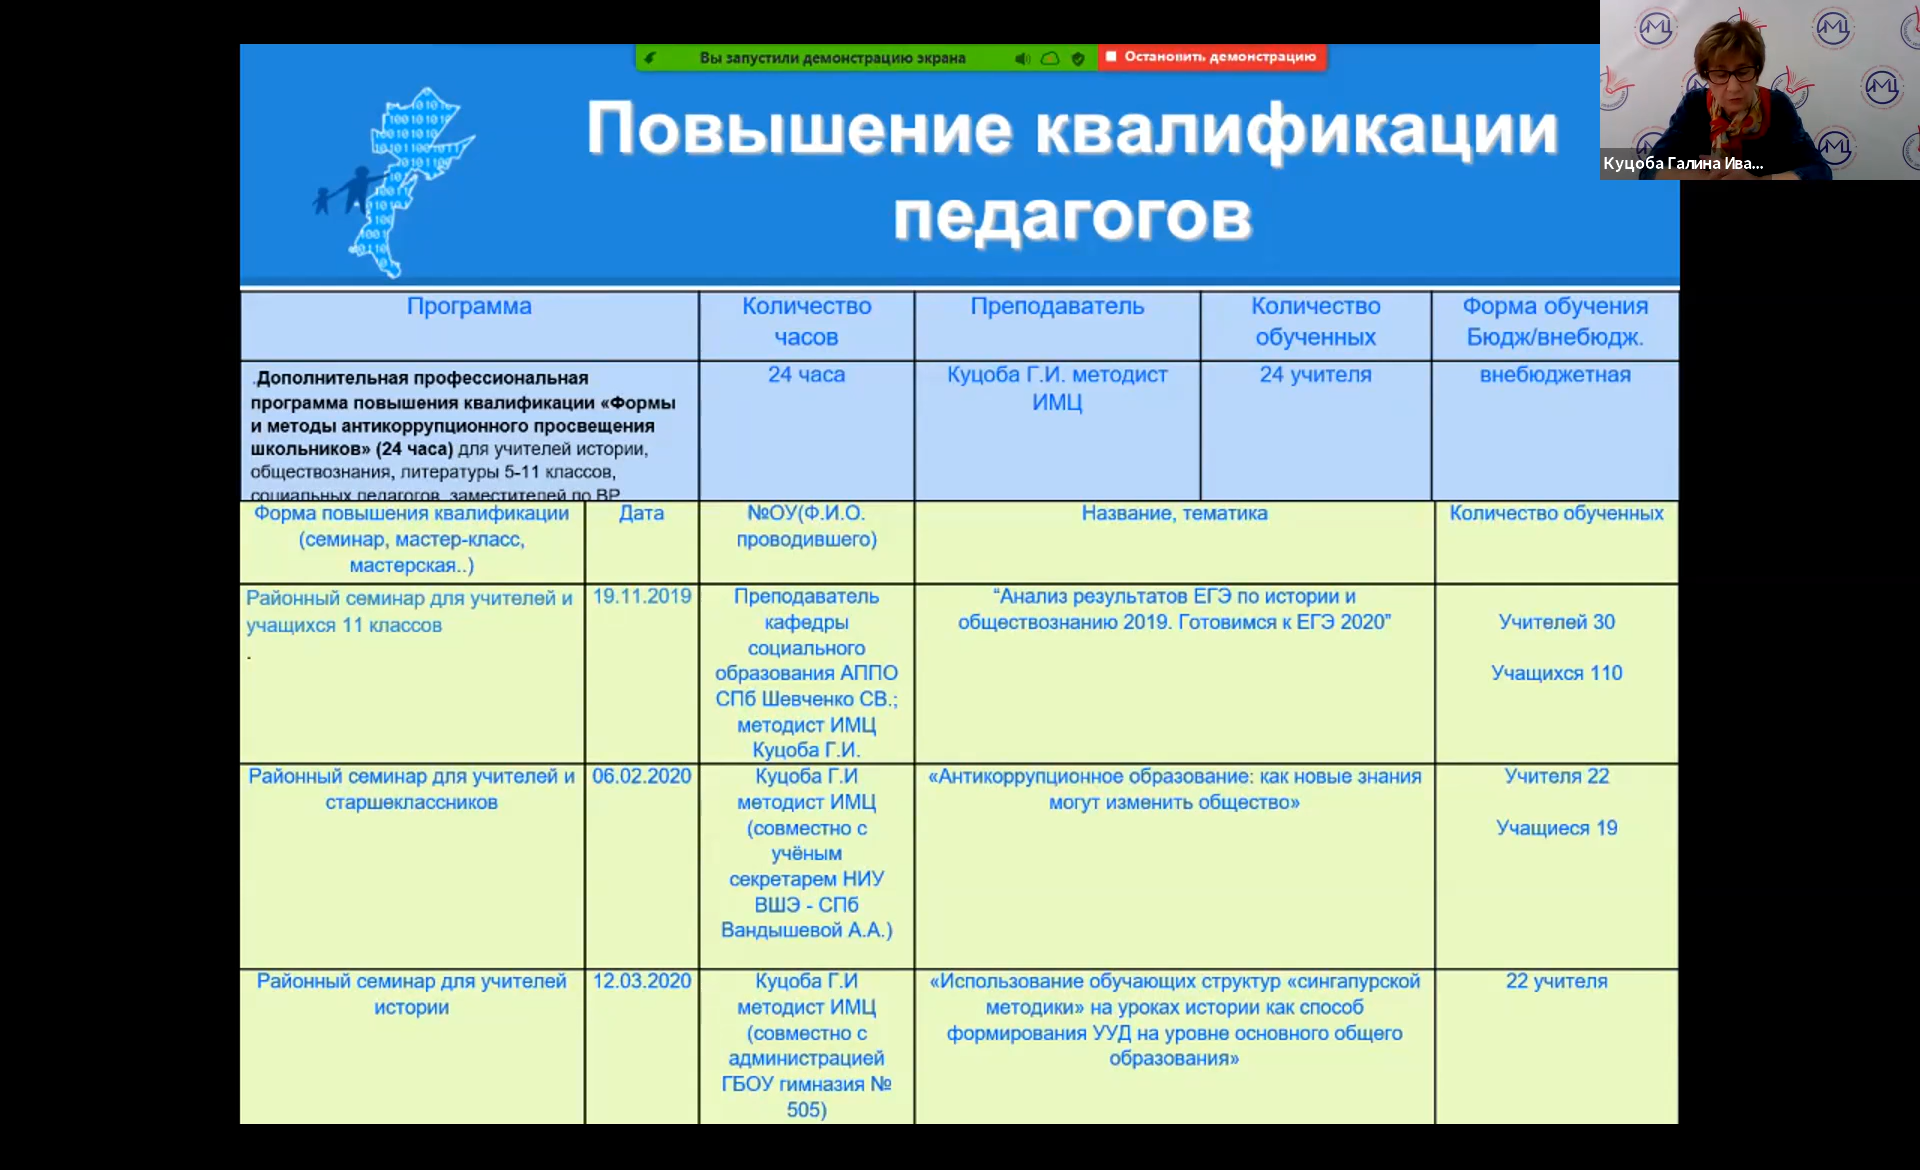 Вы запустили демонстрацию экрана
Остановить демонстрацию
Повышение квалификации
педагогов
Куцоба Галина Ива...
Программа
Количество
часов
Преподаватель
Количество
обученных
Форма обучения
Бюдж/внебюдж.
.Дополнительная профессиональная
программа повышения квалификации «Формы
и методы антикоррупционного просвещения
школьников» (24 часа) для учителей истории,
обществознания, литературы 5-11 классов,
социальных педагогов, заместителей по ВР
24 часа
Куцоба Г.И. методист
ИМЦ
24 учителя
внебюджетная
Форма повышения квалификации
(семинар, мастер-класс,
мастерская..)
Дата
№ОУ(Ф.И.О.
проводившего)
Название, тематика
Количество обученных
Районный семинар для учителей и
учащихся 11 классов
.
19.11.2019
Преподаватель
кафедры
социального
образования АППО
СПб Шевченко СВ.;
методист ИМЦ
Куцоба Г.И.
“Анализ результатов ЕГЭ по истории и
обществознанию 2019. Готовимся к ЕГЭ 2020”
Учителей 30
Учащихся 110
Районный семинар для учителей и
старшеклассников
06.02.2020
Куцоба Г.И
методист ИМЦ
(совместно с
учёным
секретарем НИУ
ВШЭ - СПб
Вандышевой А.А.)
«Антикоррупционное образование: как новые знания
могут изменить общество»
Учителя 22
Учащиеся 19
Районный семинар для учителей
истории
12.03.2020
Куцоба Г.И
методист ИМЦ
(совместно с
администрацией
ГБОУ гимназия №
505)
«Использование обучающих структур «сингапурской
методики» на уроках истории как способ
формирования УУД на уровне основного общего
образования»
22 учителя